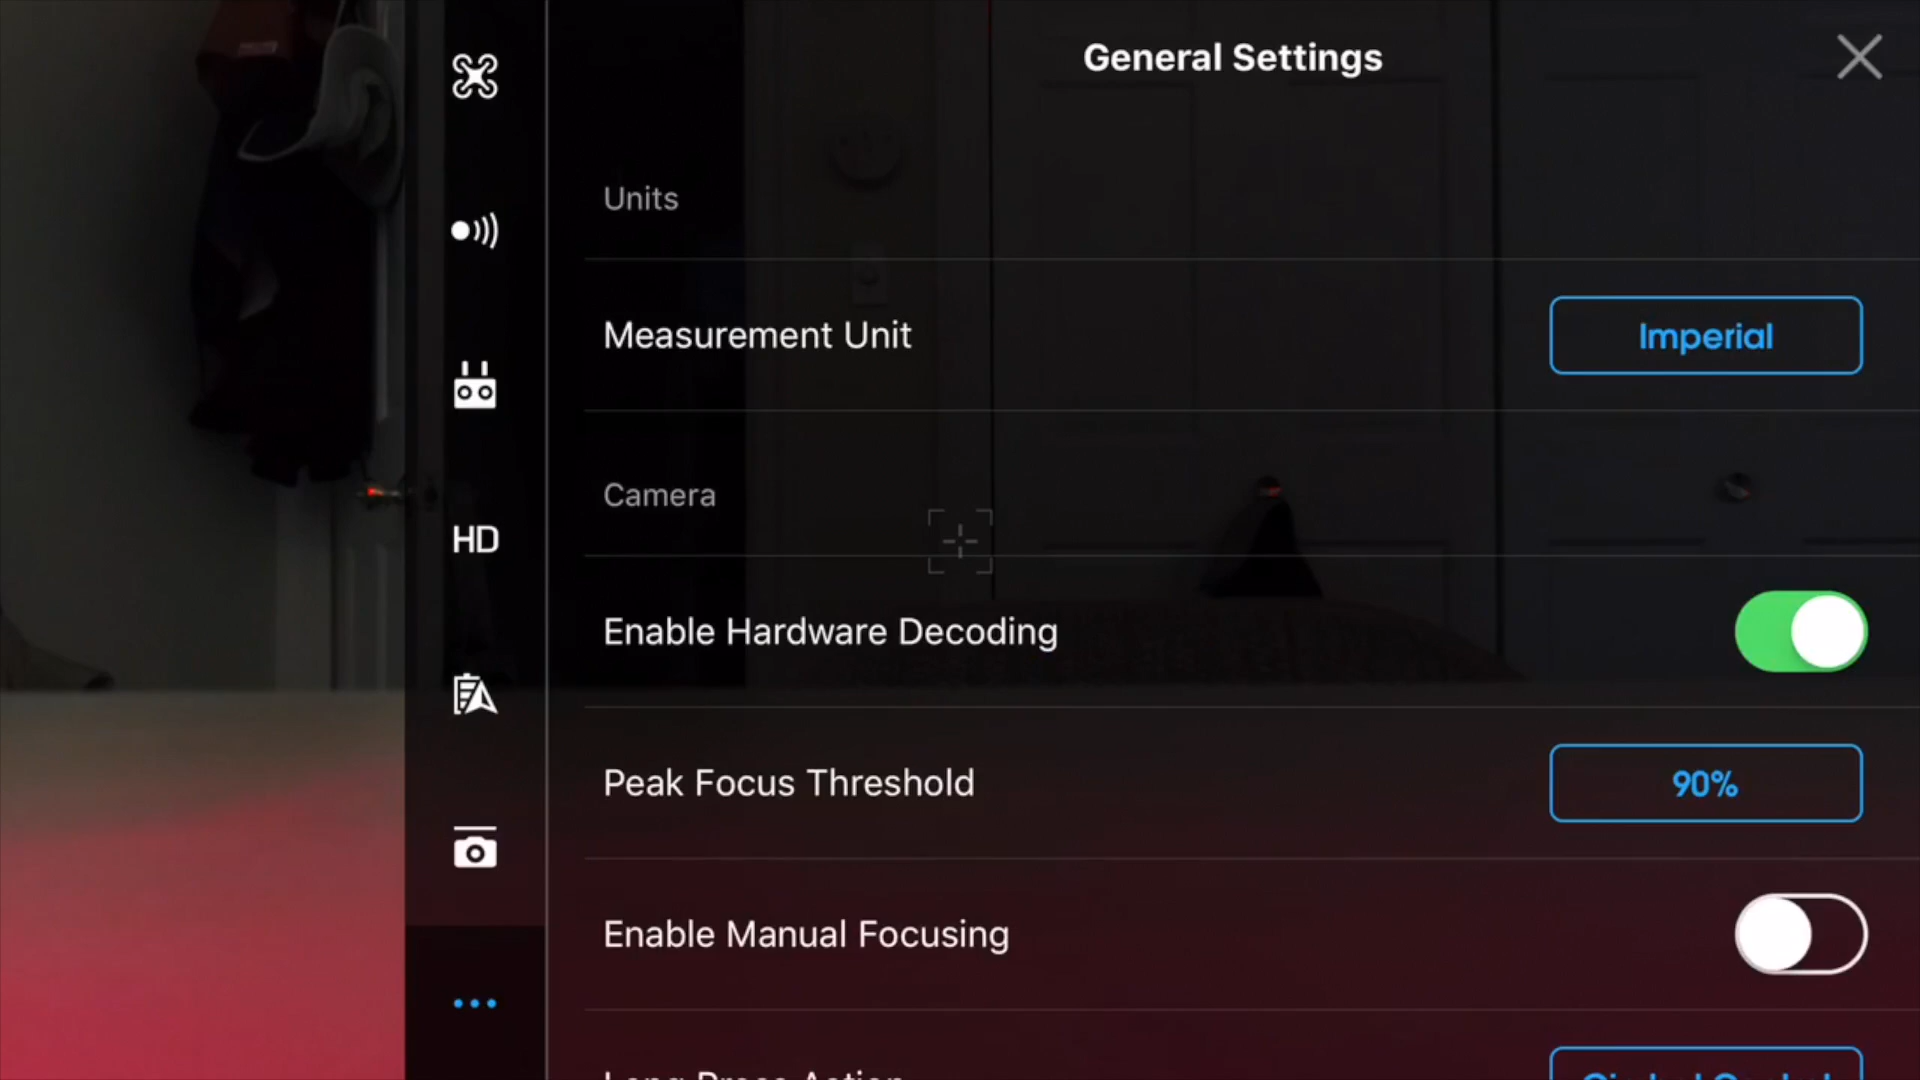 General Settings
Units
Measurement Unit
Imperial
Camera
HD
Enable Hardware Decoding
Peak Focus Threshold
90%
Enable Manual Focusing